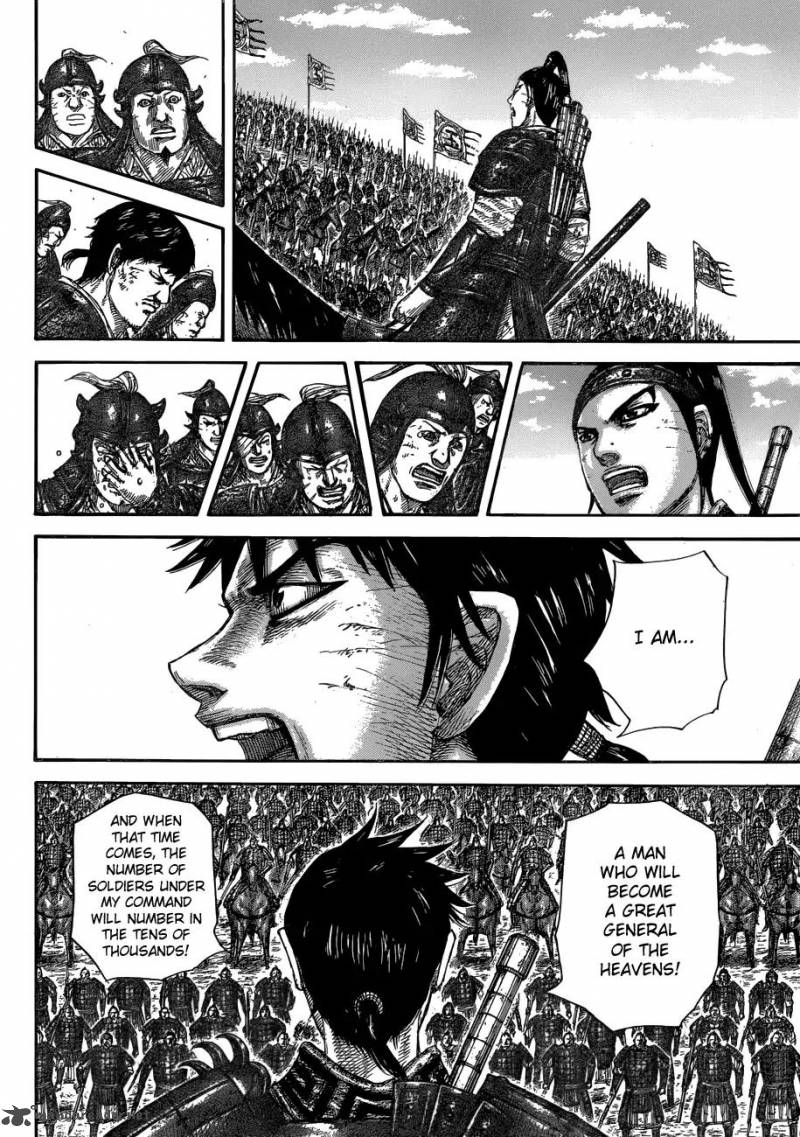 I AM...
A MAN
WHO WILL
BECOME
A GREAT
GENERAL
OF THE
HEAVENS!
AND WHEN
THAT TIME
COMES, THE
NUMBER OF
SOLDIERS UNDER
MY COMMAND
WILL NUMBER IN
THE TENS OF
THOUSANDS!